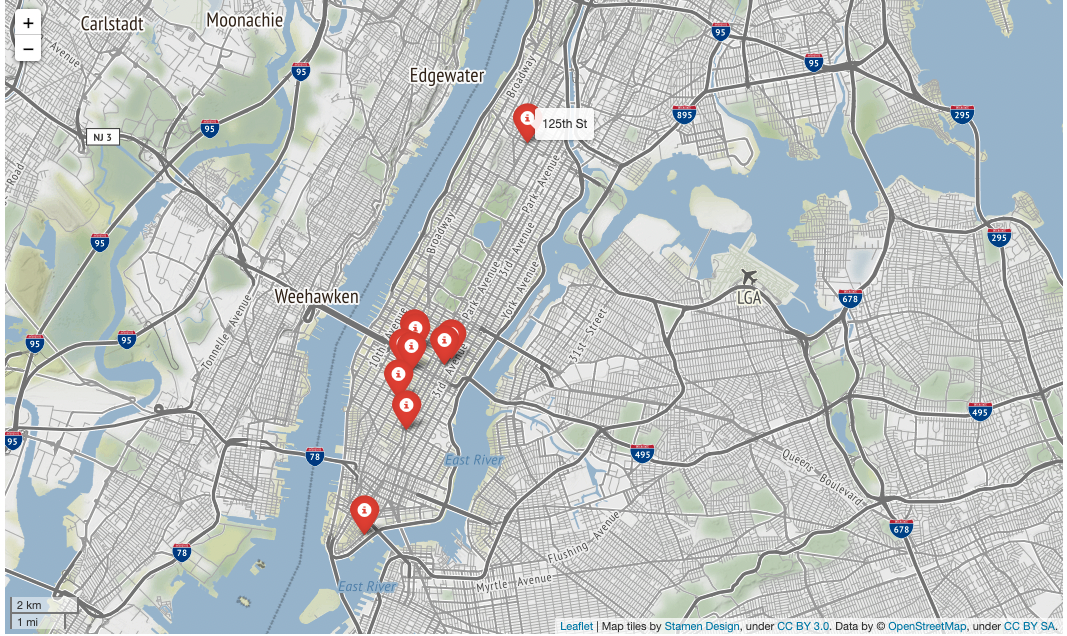 +
−
Carlstadt
Moonachie
Avenue
95
Edgewater
Broadway
95
95
95
NJ 3
895
295
125th St
Road
Park Avenue
Broadway
3rd Avenue
95
295
Park Avenue
York Avenue
LGA
678
Weehawken
10th Avenue
31st Street
Tonnelle Avenue
95
95
3rd Avenue
495
95
78
East River
495
Queens Boulevard
678
Flushing Avenue
78
Myrtle Avenue
East River
2 km
1 mi
Leaflet | Map tiles by Stamen Design, under CC BY 3.0. Data by © OpenStreetMap, under CC BY SA.